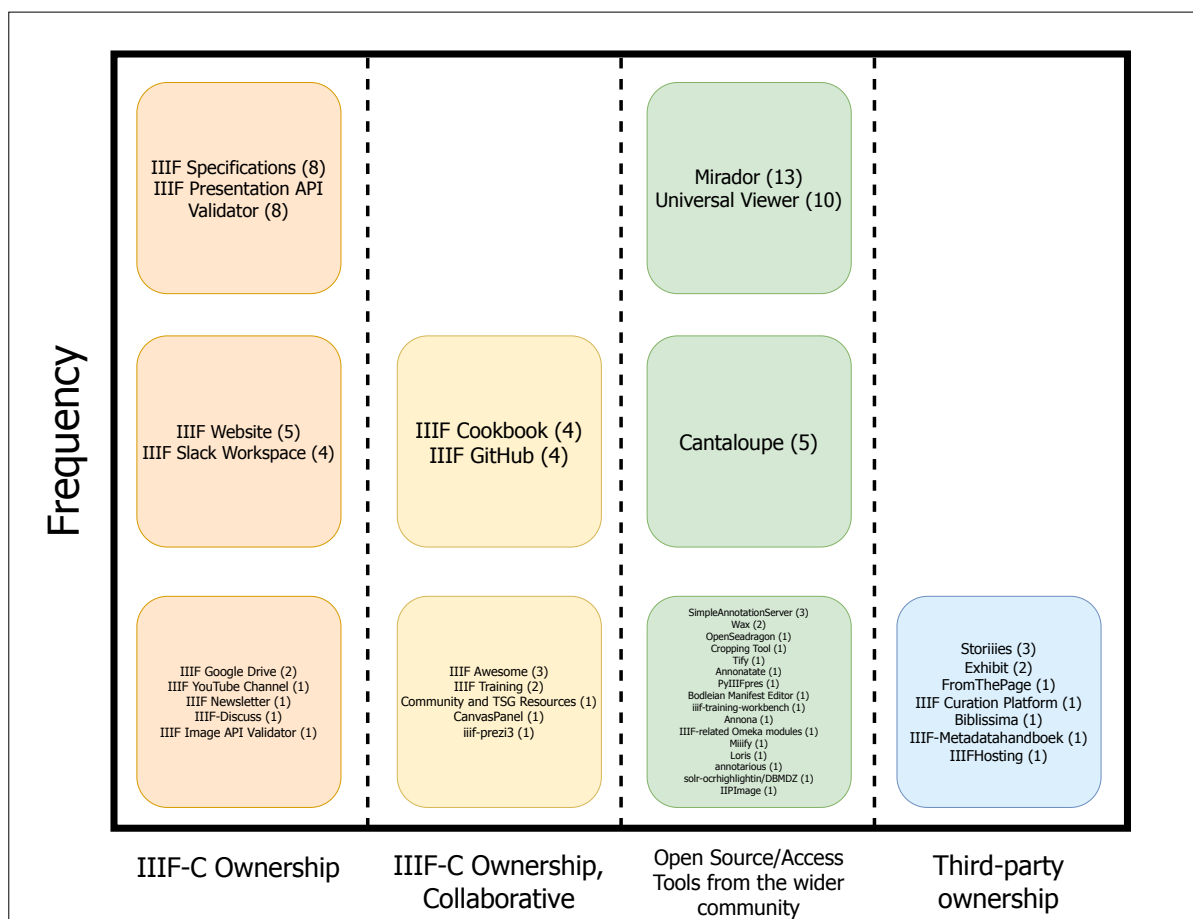 IIIF Specifications (8)
IIIF Presentation API
Validator (8)
Mirador (13)
Universal Viewer (10)
Frequency
IIIF Website (5)
IIIF Slack Workspace (4)
IIIF Cookbook (4)
IIIF GitHub (4)
Cantaloupe (5)
IIIF Google Drive (2)
IIIF YouTube Channel (1)
IIIF Newsletter (1)
IIIF-Discuss (1)
IIIF Image API Validator (1)
IIIF Awesome (3)
IIIF Training (2)
Community and TSG Resources (1)
CanvasPanel (1)
iiif-prezi3 (1)
SimpleAnnotationServer (3)
Wax (2)
OpenSeadragon (1)
Cropping Tool (1)
Tify (1)
Annonatate (1)
PyIIIFpres (1)
Bodleian Manifest Editor (1)
iiif-training-workbench (1)
Annona (1)
IIIF-related Omeka modules (1)
Miiify (1)
Loris (1)
annotarious (1)
solr-ocrhighlightin/DBMDZ (1)
IIPImage (1)
Storiiies (3)
Exhibit (2)
FromThePage (1)
IIIF Curation Platform (1)
Biblissima (1)
IIIF-Metadatahandboek (1)
IIIFHosting (1)
IIIF-C Ownership
IIIF-C Ownership,
Collaborative
Open Source/Access
Tools from the wider
community
Third-party
ownership